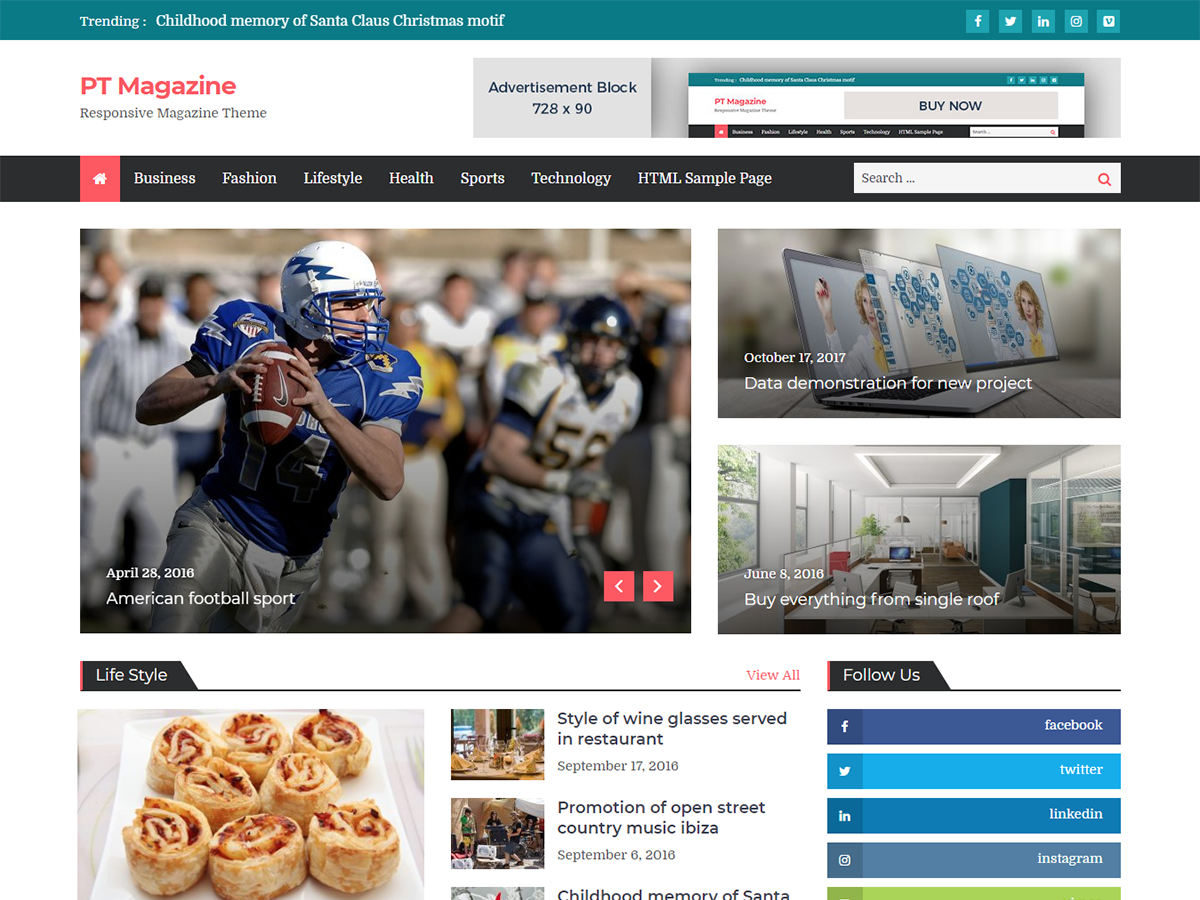 Trending : Childhood memory of Santa Claus Christmas motif
PT Magazine
Responsive Magazine Theme
Advertisement Block
728 x 90
Trending : Childhood memory of Santa Claus Christmas motif
PT Magazine
Responsive Magazine Theme
BUY NOW
Business Fashion Lifestyle Health Sports Technology HTML Sample Page Search ...
Business Fashion Lifestyle Health Sports Technology HTML Sample Page Search ...
14
April 28, 2016
American football sport
October 17, 2017
Data demonstration for new project
June 8, 2016
Buy everything from single roof
Life Style
View All
Follow Us
Style of wine glasses served
in restaurant
September 17, 2016
Promotion of open street
country music ibiza
September 6, 2016
Childhood memory of Santa
facebook
twitter
linkedin
instagram